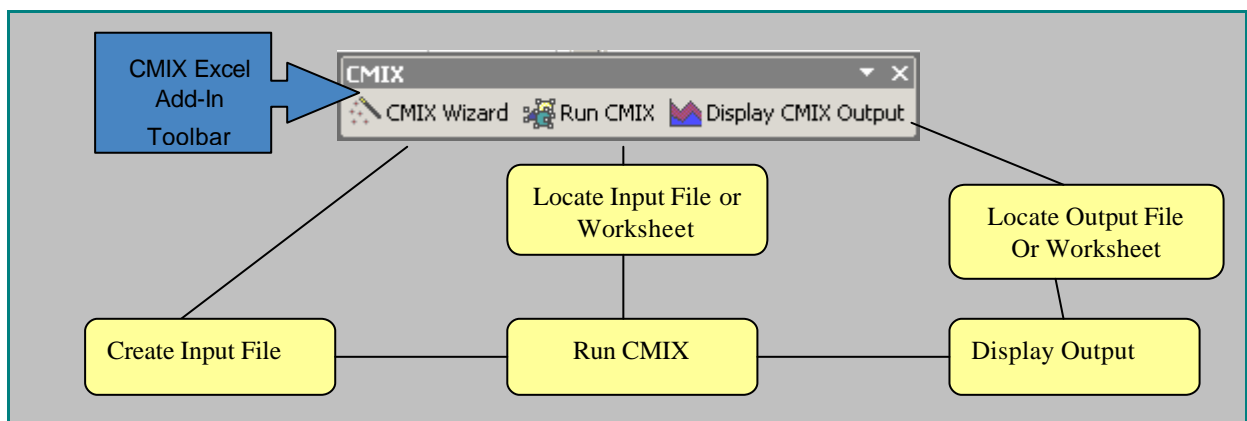 CMIX Excel
Add-In
Toolbar
CMIX
CMIX Wizard Run CMIX Display CMIX Output
Locate Input File or
Worksheet
Locate Output File
Or Worksheet
Create Input File
Run CMIX
Display Output